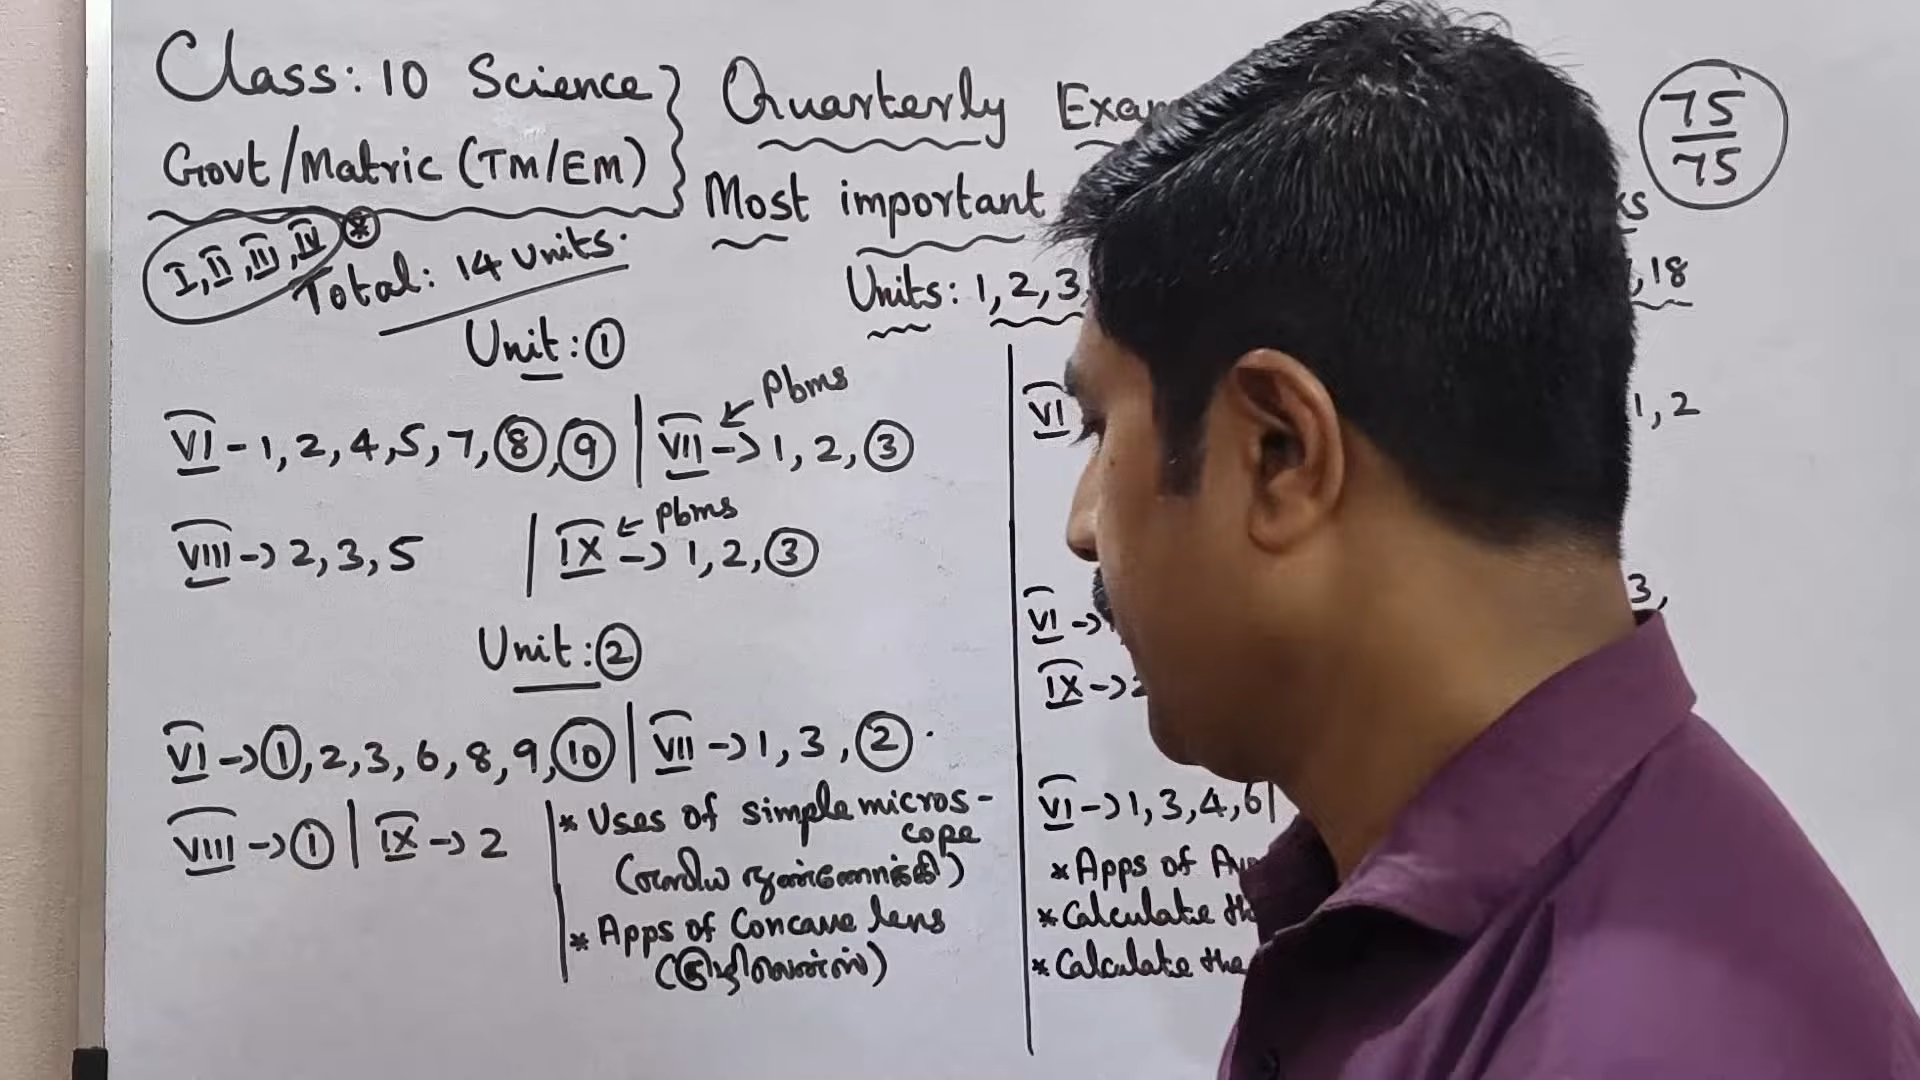 Class: 10 Science
Govt/Matric (TM/EM)
Quarterly
75
75
Most important
I, II, III, IV *
Total: 14 units.
Units: 1, 2, 3
, 18
Unit: 1
VI - 1, 2, 4, 5, 7, 8, 9 | VII -> 1, 2, 3
Pbms
VIII -> 2, 3, 5 | IX -> 1, 2, 3
Pbms
Unit: 2
VI -> 1, 2, 3, 6, 8, 9, 10 | VII -> 1, 3, 2.
VIII -> 1 | IX -> 2
* Uses of simple micros-
cope
(எளிய நுண்ணோக்கி)
* Apps of Concave lens
(குழிலென்ஸ்)
VI
1, 2
VI ->
3,
IX ->
VI -> 1, 3, 4, 6 |
* Apps of
* Calculate
* Calculate the